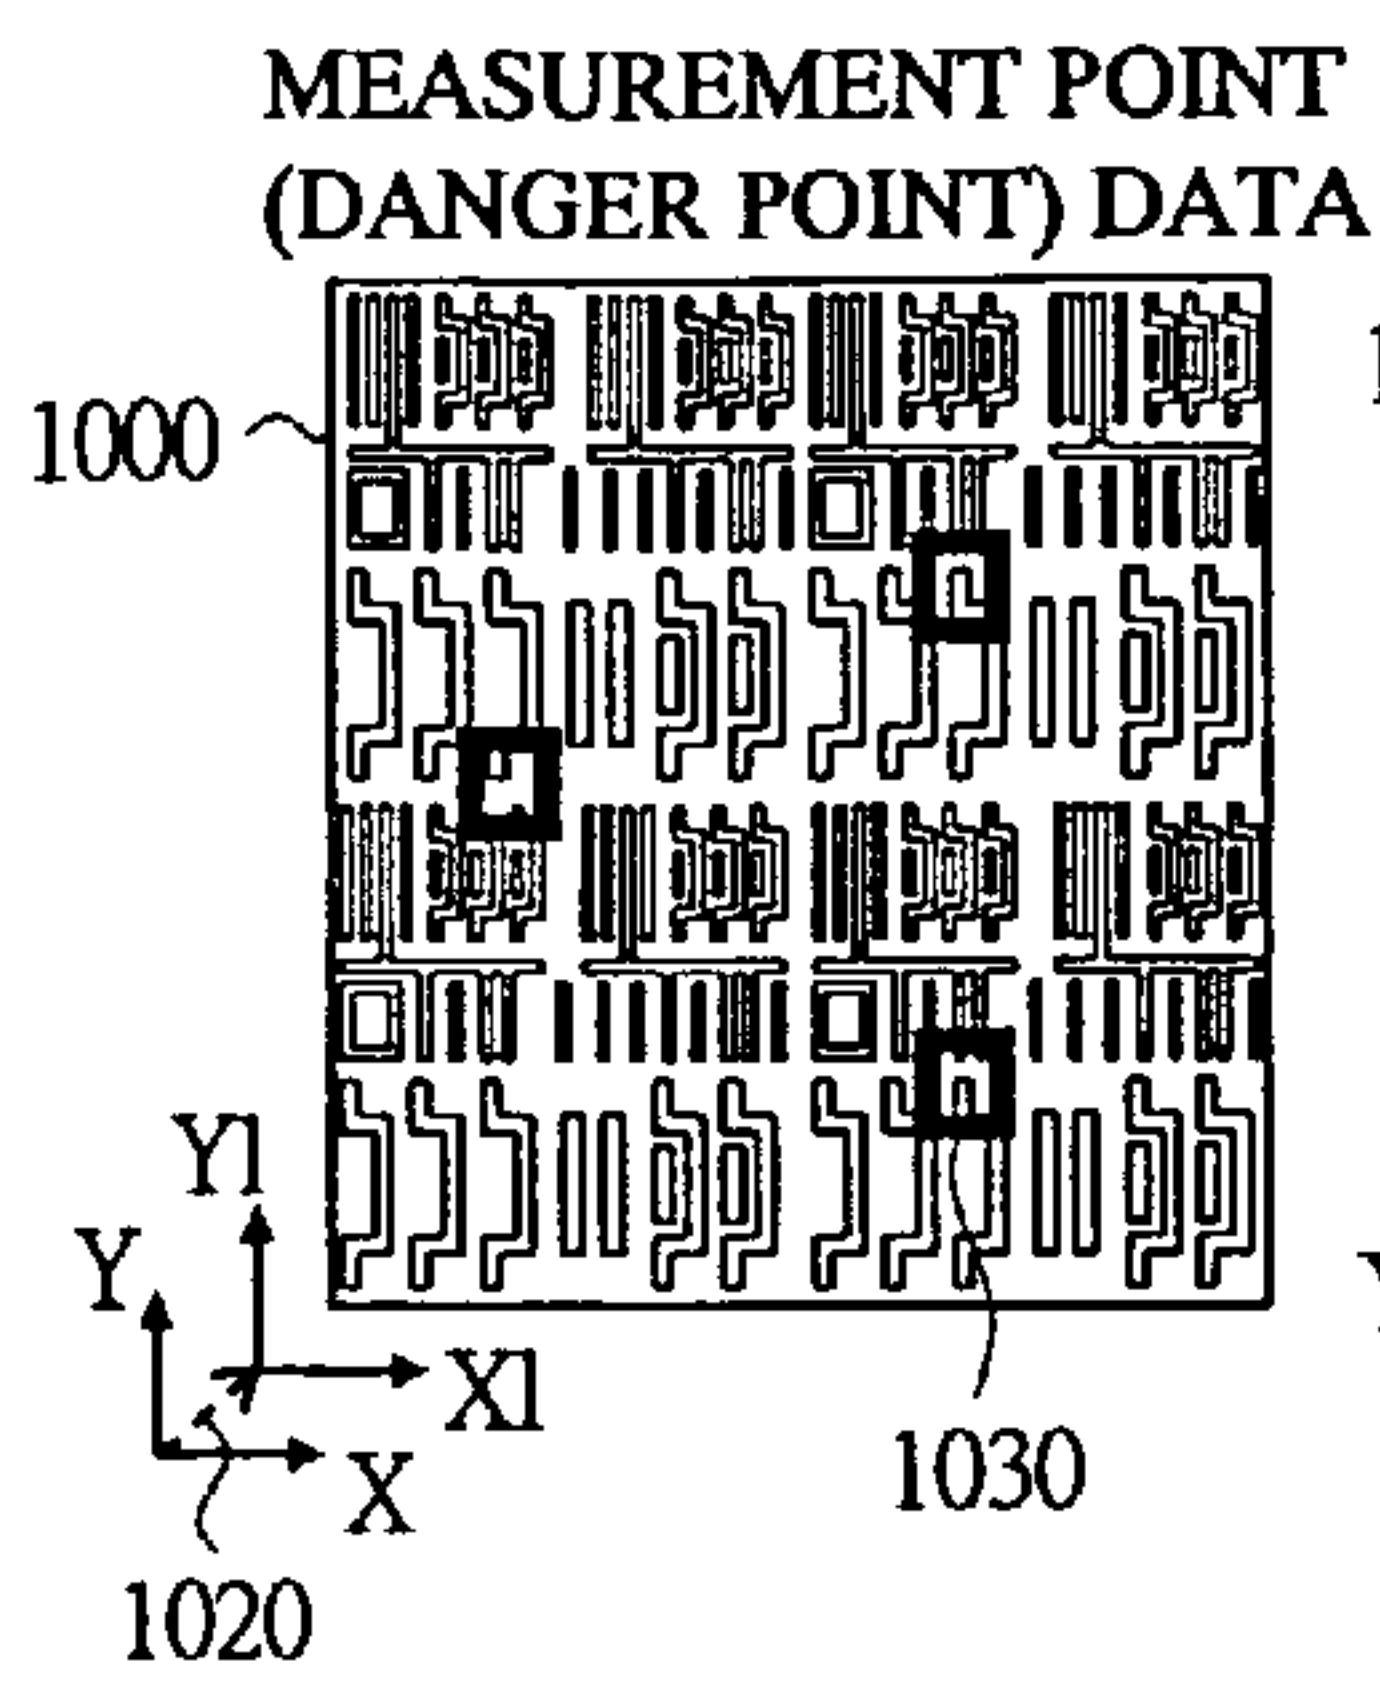 MEASUREMENT POINT
(DANGER POINT) DATA
1000
Y1
Y
X1
X
1030
1020